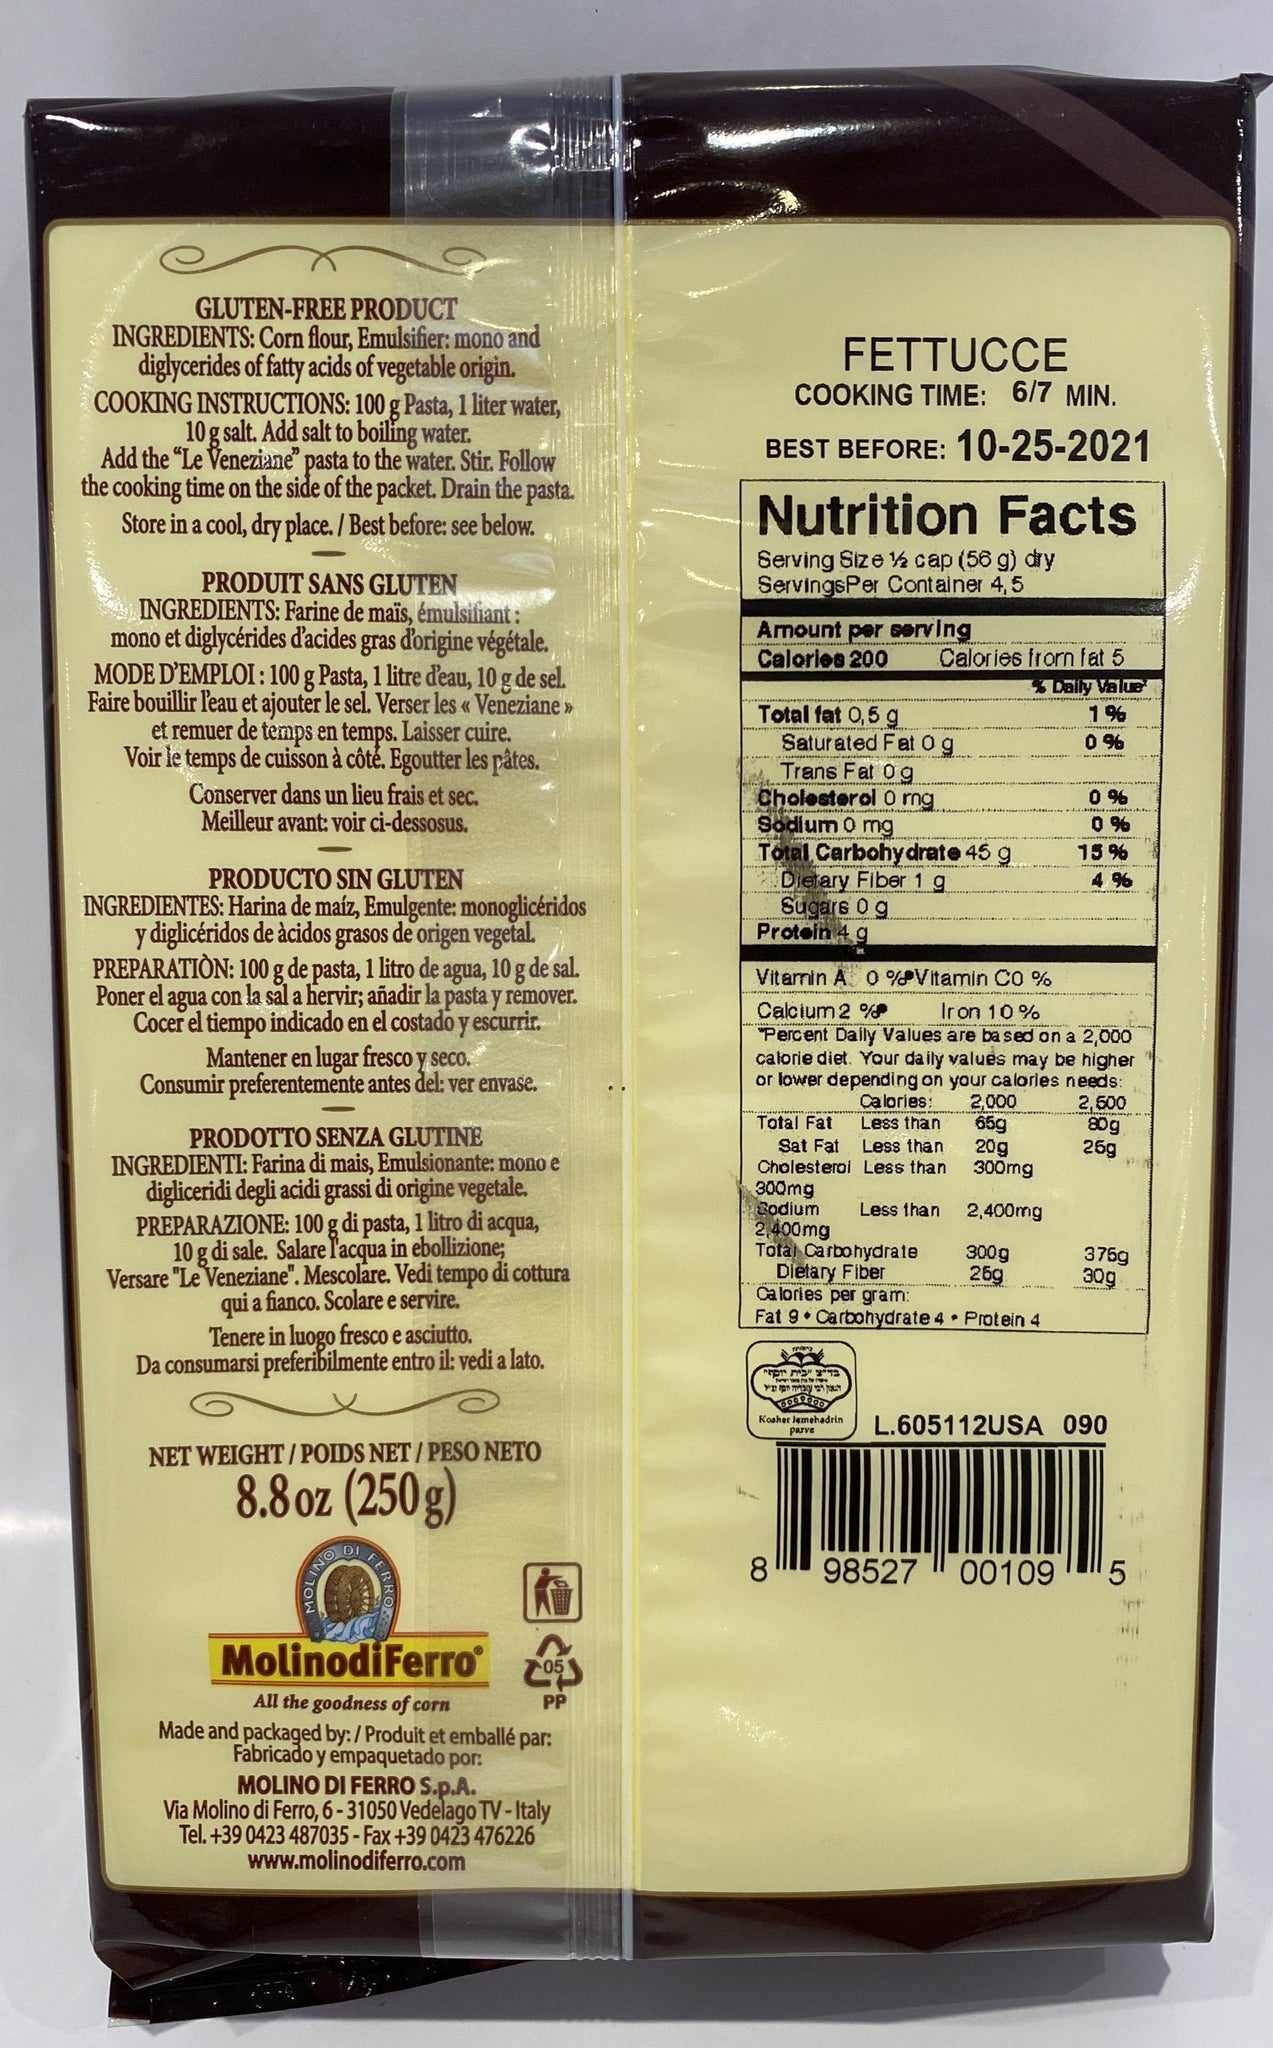 GLUTEN-FREE PRODUCT
INGREDIENTS: Corn flour, Emulsifier: mono and
diglycerides of fatty acids of vegetable origin.
COOKING INSTRUCTIONS: 100 g Pasta, 1 liter water,
10 g salt. Add salt to boiling water.
Add the "Le Veneziane" pasta to the water. Stir. Follow
the cooking time on the side of the packet. Drain the pasta.
Store in a cool, dry place. / Best before: see below.
PRODUIT SANS GLUTEN
INGREDIENTS: Farine de maïs, émulsifiant :
mono et diglycérides d'acides gras d'origine végétale.
MODE D'EMPLOI : 100 g Pasta, 1 litre d'eau, 10 g de sel.
Faire bouillir l'eau et ajouter le sel. Verser les « Veneziane »
et remuer de temps en temps. Laisser cuire.
Voir le temps de cuisson à côté. Egoutter les pâtes.
Conserver dans un lieu frais et sec.
Meilleur avant: voir ci-dessosus.
PRODUCTO SIN GLUTEN
INGREDIENTES: Harina de maíz, Emulgente: monoglicéridos
y diglicéridos de àcidos grasos de origen vegetal.
PREPARATIÒN: 100 g de pasta, 1 litro de agua, 10 g de sal.
Poner el agua con la sal a hervir; añadir la pasta y remover.
Cocer el tiempo indicado en el costado y escurrir.
Mantener en lugar fresco y seco.
Consumir preferentemente antes del: ver envase.
PRODOTTO SENZA GLUTINE
INGREDIENTI: Farina di mais, Emulsionante: mono e
digliceridi degli acidi grassi di origine vegetale.
PREPARAZIONE: 100 g di pasta, 1 litro di acqua,
10 g di sale. Salare l'acqua in ebollizione;
Versare "Le Veneziane". Mescolare. Vedi tempo di cottura
qui a fianco. Scolare e servire.
Tenere in luogo fresco e asciutto.
Da consumarsi preferibilmente entro il: vedi a lato.
NET WEIGHT / POIDS NET / PESO NETO
8.8 oz (250 g)
MOLINO DI FERRO
MolinodiFerro®
All the goodness of corn
05
PP
Made and packaged by: / Produit et emballé par:
Fabricado y empaquetado por:
MOLINO DI FERRO S.p.A.
Via Molino di Ferro, 6 - 31050 Vedelago TV - Italy
Tel. +39 0423 487035 - Fax +39 0423 476226
www.molinodiferro.com
FETTUCCE
COOKING TIME: 6/7 MIN.
BEST BEFORE: 10-25-2021
Nutrition Facts
Serving Size ½ cap (56 g) dry
ServingsPer Container 4,5
Amount per serving
Calories 200 Calories from fat 5
% Daily Value*
Total fat 0,5 g 1 %
Saturated Fat 0 g 0 %
Trans Fat 0 g
Cholesterol 0 mg 0 %
Sodium 0 mg 0 %
Total Carbohydrate 45 g 15 %
Dietary Fiber 1 g 4 %
Sugars 0 g
Protein 4 g
Vitamin A 0 % Vitamin C0 %
Calcium 2 % Iron 10 %
*Percent Daily Values are based on a 2,000
calorie diet. Your daily values may be higher
or lower depending on your calories needs:
Calories: 2,000 2,500
Total Fat Less than 65g 80g
Sat Fat Less than 20g 25g
Cholesterol Less than 300mg
300mg
Sodium Less than 2,400mg
2,400mg
Total Carbohydrate 300g 375g
Dietary Fiber 25g 30g
Calories per gram:
Fat 9 • Carbohydrate 4 • Protein 4
בד״צ "בית יוסף"
Kosher lemehadrin
parve
L.605112USA 090
8 98527 00109 5